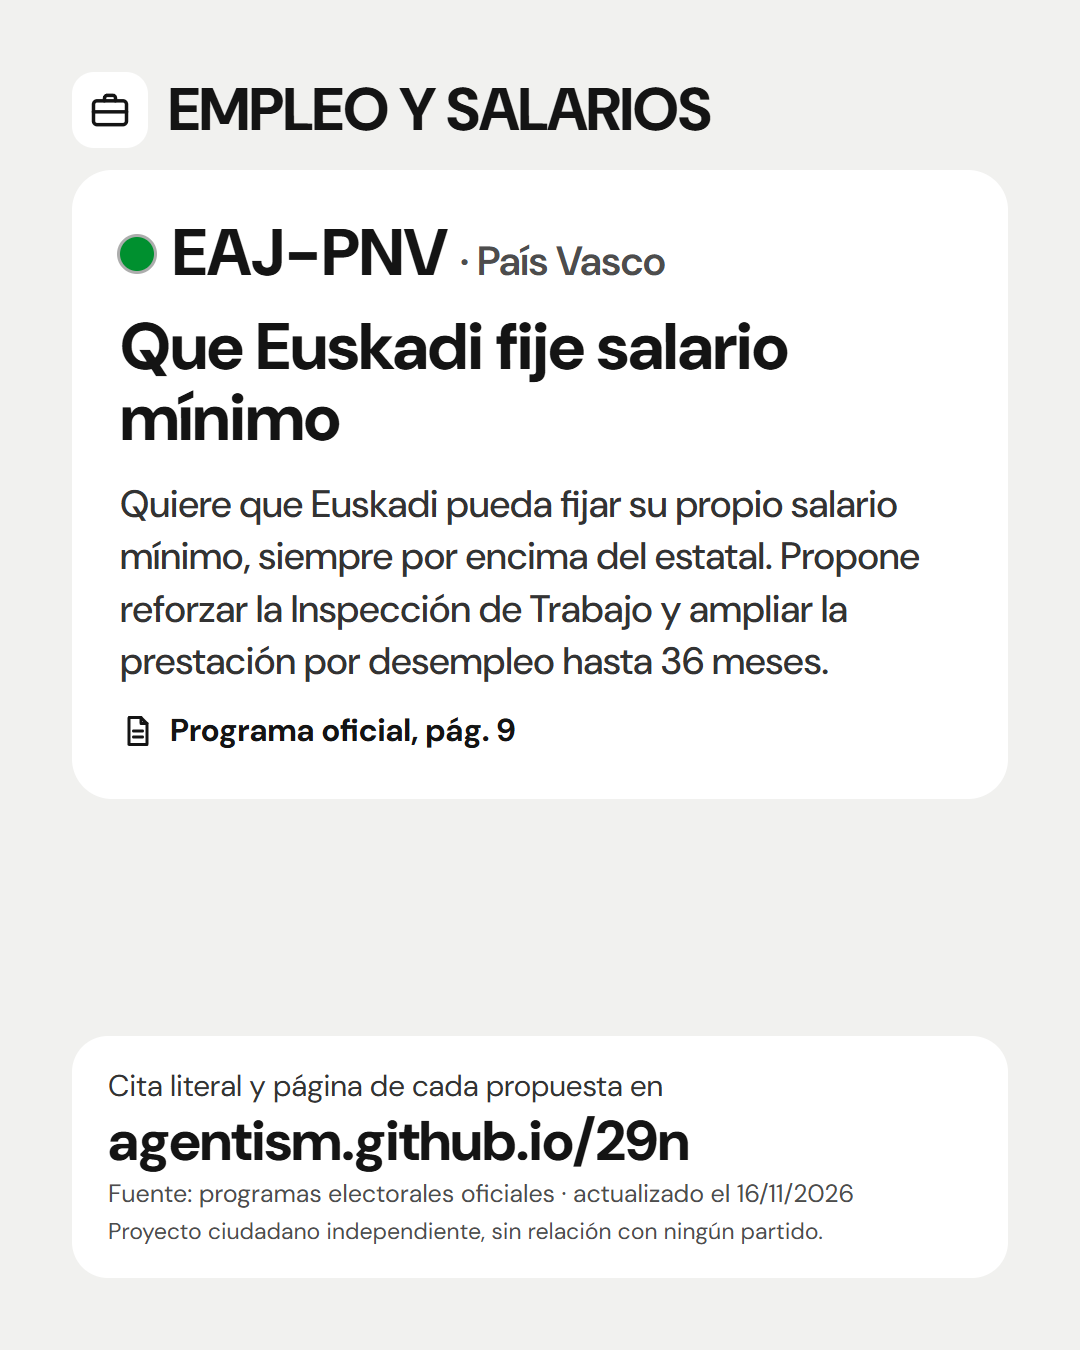 EMPLEO Y SALARIOS
EAJ-PNV · País Vasco
Que Euskadi fije salario
mínimo
Quiere que Euskadi pueda fijar su propio salario
mínimo, siempre por encima del estatal. Propone
reforzar la Inspección de Trabajo y ampliar la
prestación por desempleo hasta 36 meses.
Programa oficial, pág. 9
Cita literal y página de cada propuesta en
agentism.github.io/29n
Fuente: programas electorales oficiales · actualizado el 16/11/2026
Proyecto ciudadano independiente, sin relación con ningún partido.